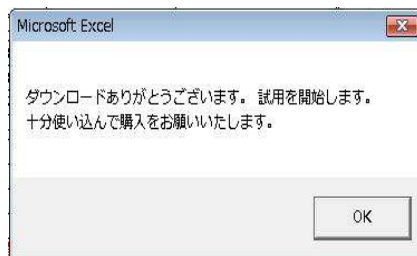 Microsoft Excel
ダウンロードありがとうございます。 試用を開始します。
十分使い込んで購入をお願いいたします。
OK